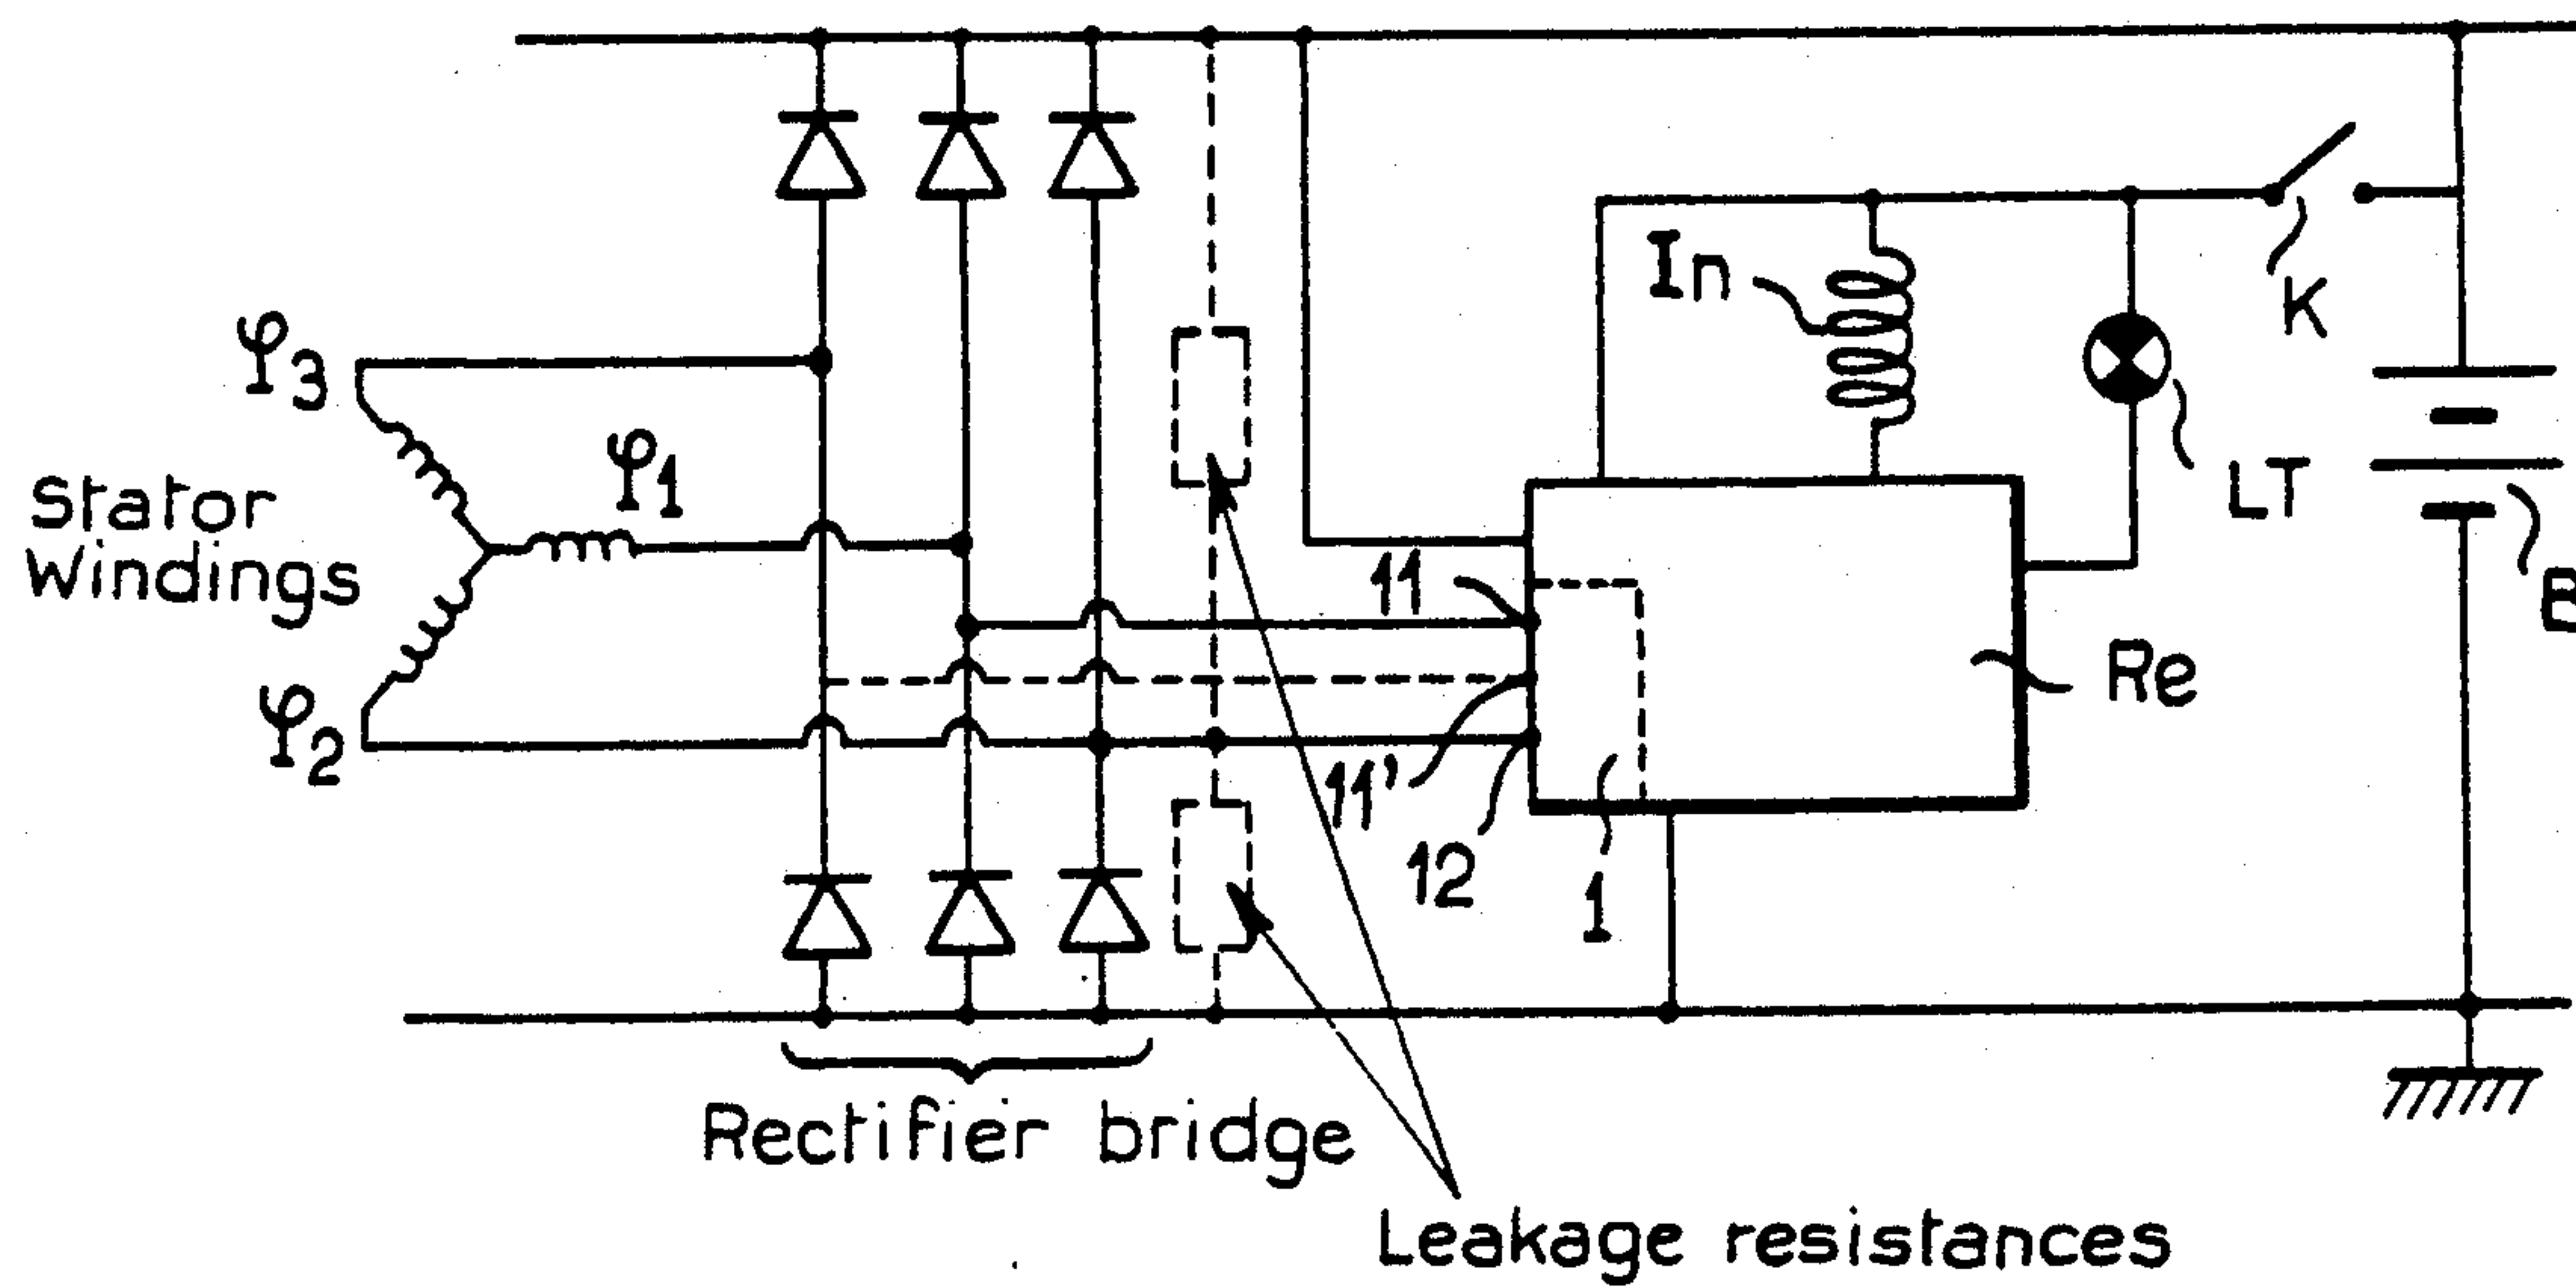 φ3
φ1
Stator
Windings
φ2
In
K
LT
B
11
Re
11'
12
1
Rectifier bridge
Leakage resistances